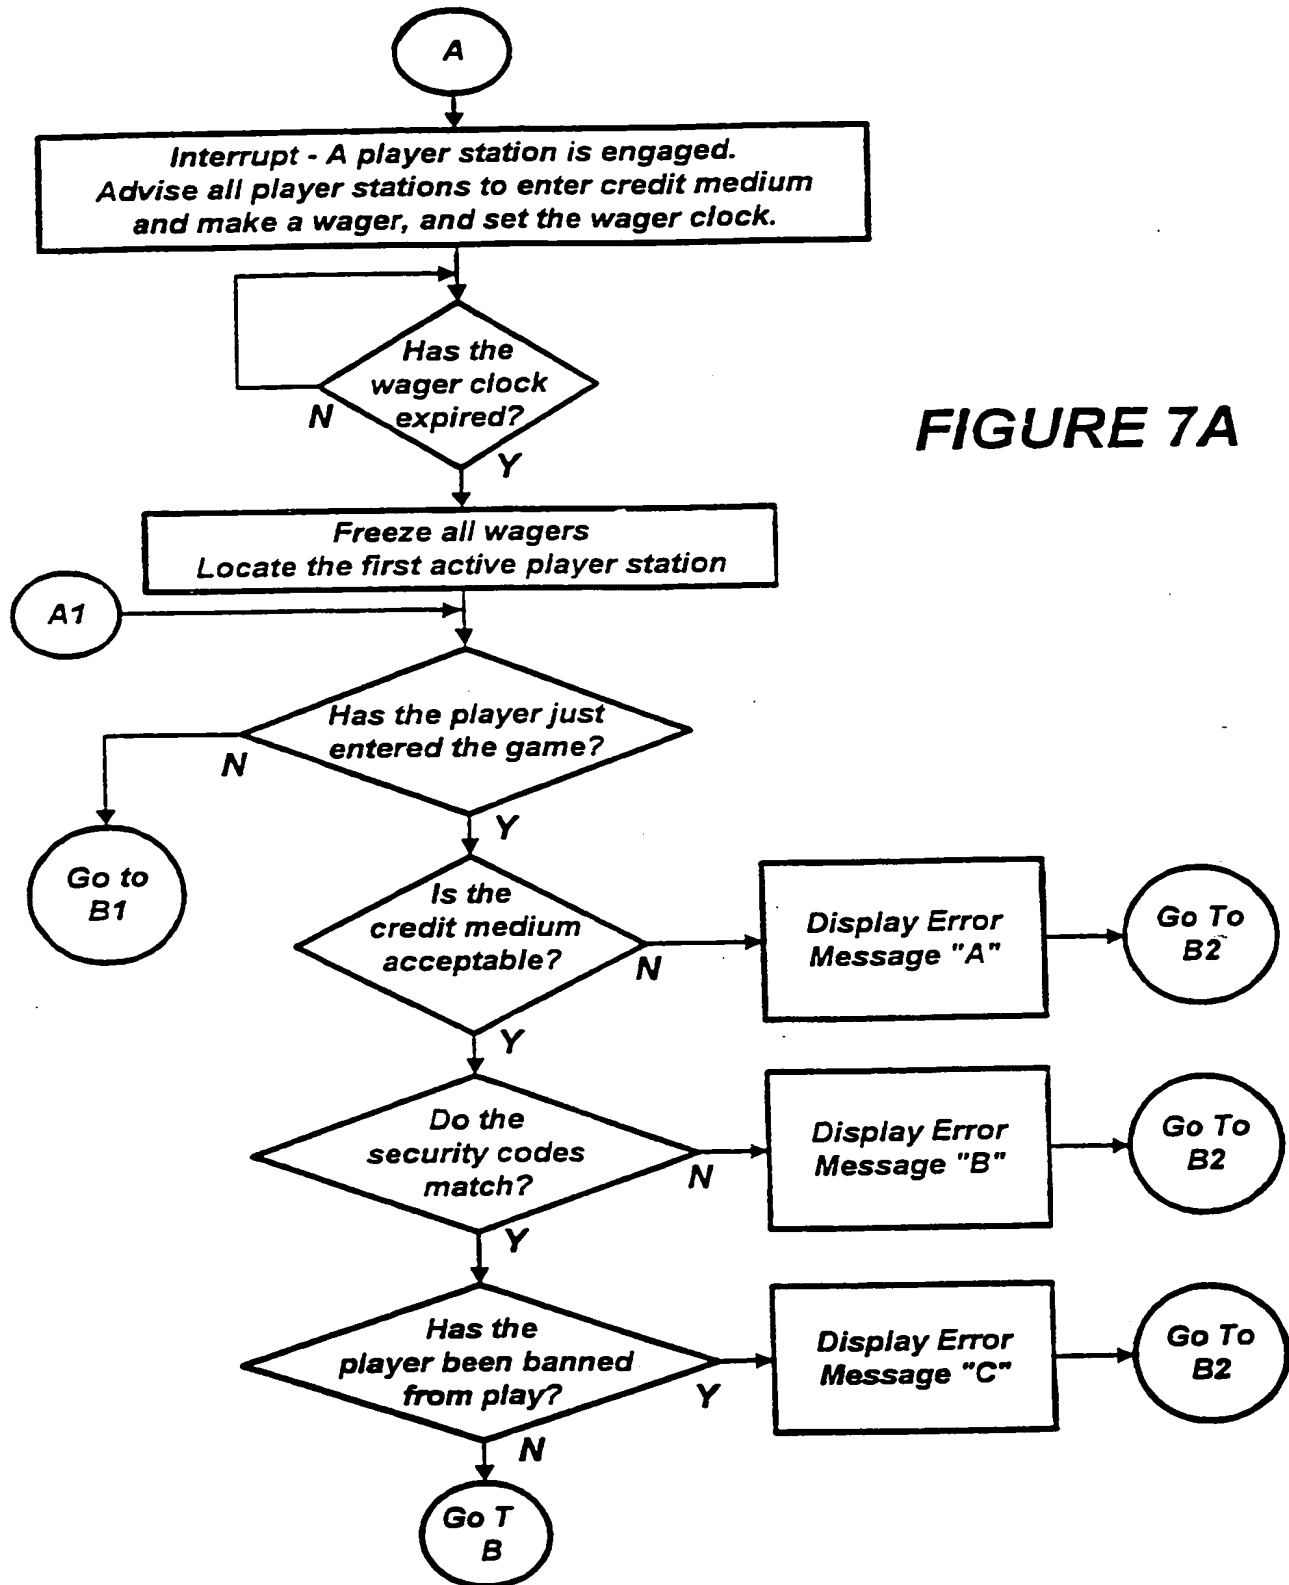 A
Interrupt - A player station is engaged.
Advise all player stations to enter credit medium
and make a wager, and set the wager clock.
Has the
wager clock
expired?
N
Y
FIGURE 7A
Freeze all wagers
Locate the first active player station
A1
Has the player just
entered the game?
N
Y
Go to
B1
Is the
credit medium
acceptable?
N
Y
Display Error
Message "A"
Go To
B2
Do the
security codes
match?
N
Y
Display Error
Message "B"
Go To
B2
Has the
player been banned
from play?
Y
N
Display Error
Message "C"
Go To
B2
Go T
B